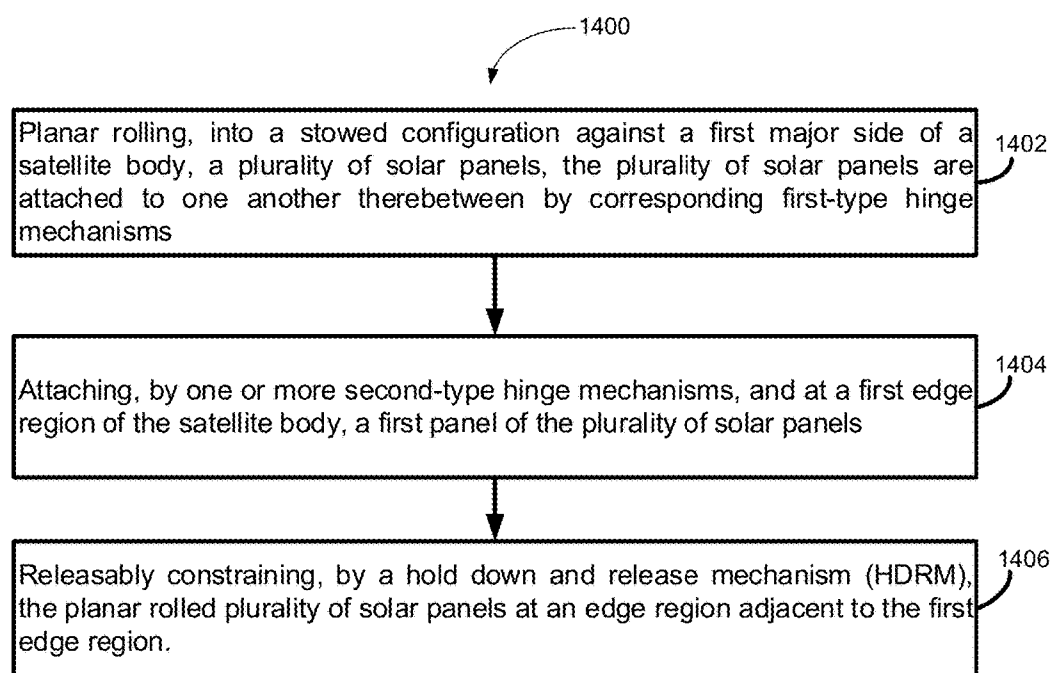 1400
Planar rolling, into a stowed configuration against a first major side of a
satellite body, a plurality of solar panels, the plurality of solar panels are
attached to one another therebetween by corresponding first-type hinge
mechanisms
1402
Attaching, by one or more second-type hinge mechanisms, and at a first edge
region of the satellite body, a first panel of the plurality of solar panels
1404
Releasably constraining, by a hold down and release mechanism (HDRM),
the planar rolled plurality of solar panels at an edge region adjacent to the first
edge region.
1406